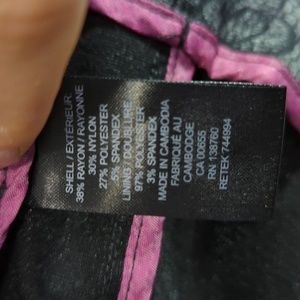 SHELL / EXTERIEUR:
38% RAYON / RAYONNE
30% NYLON
27% POLYESTER
5% SPANDEX
LINING / DOUBLURE
97% POLYESTER
3% SPANDEX
MADE IN CAMBODIA
FABRIQUÉ AU
CAMBODGE
CA 00655
RN 138760
RETEK 744994